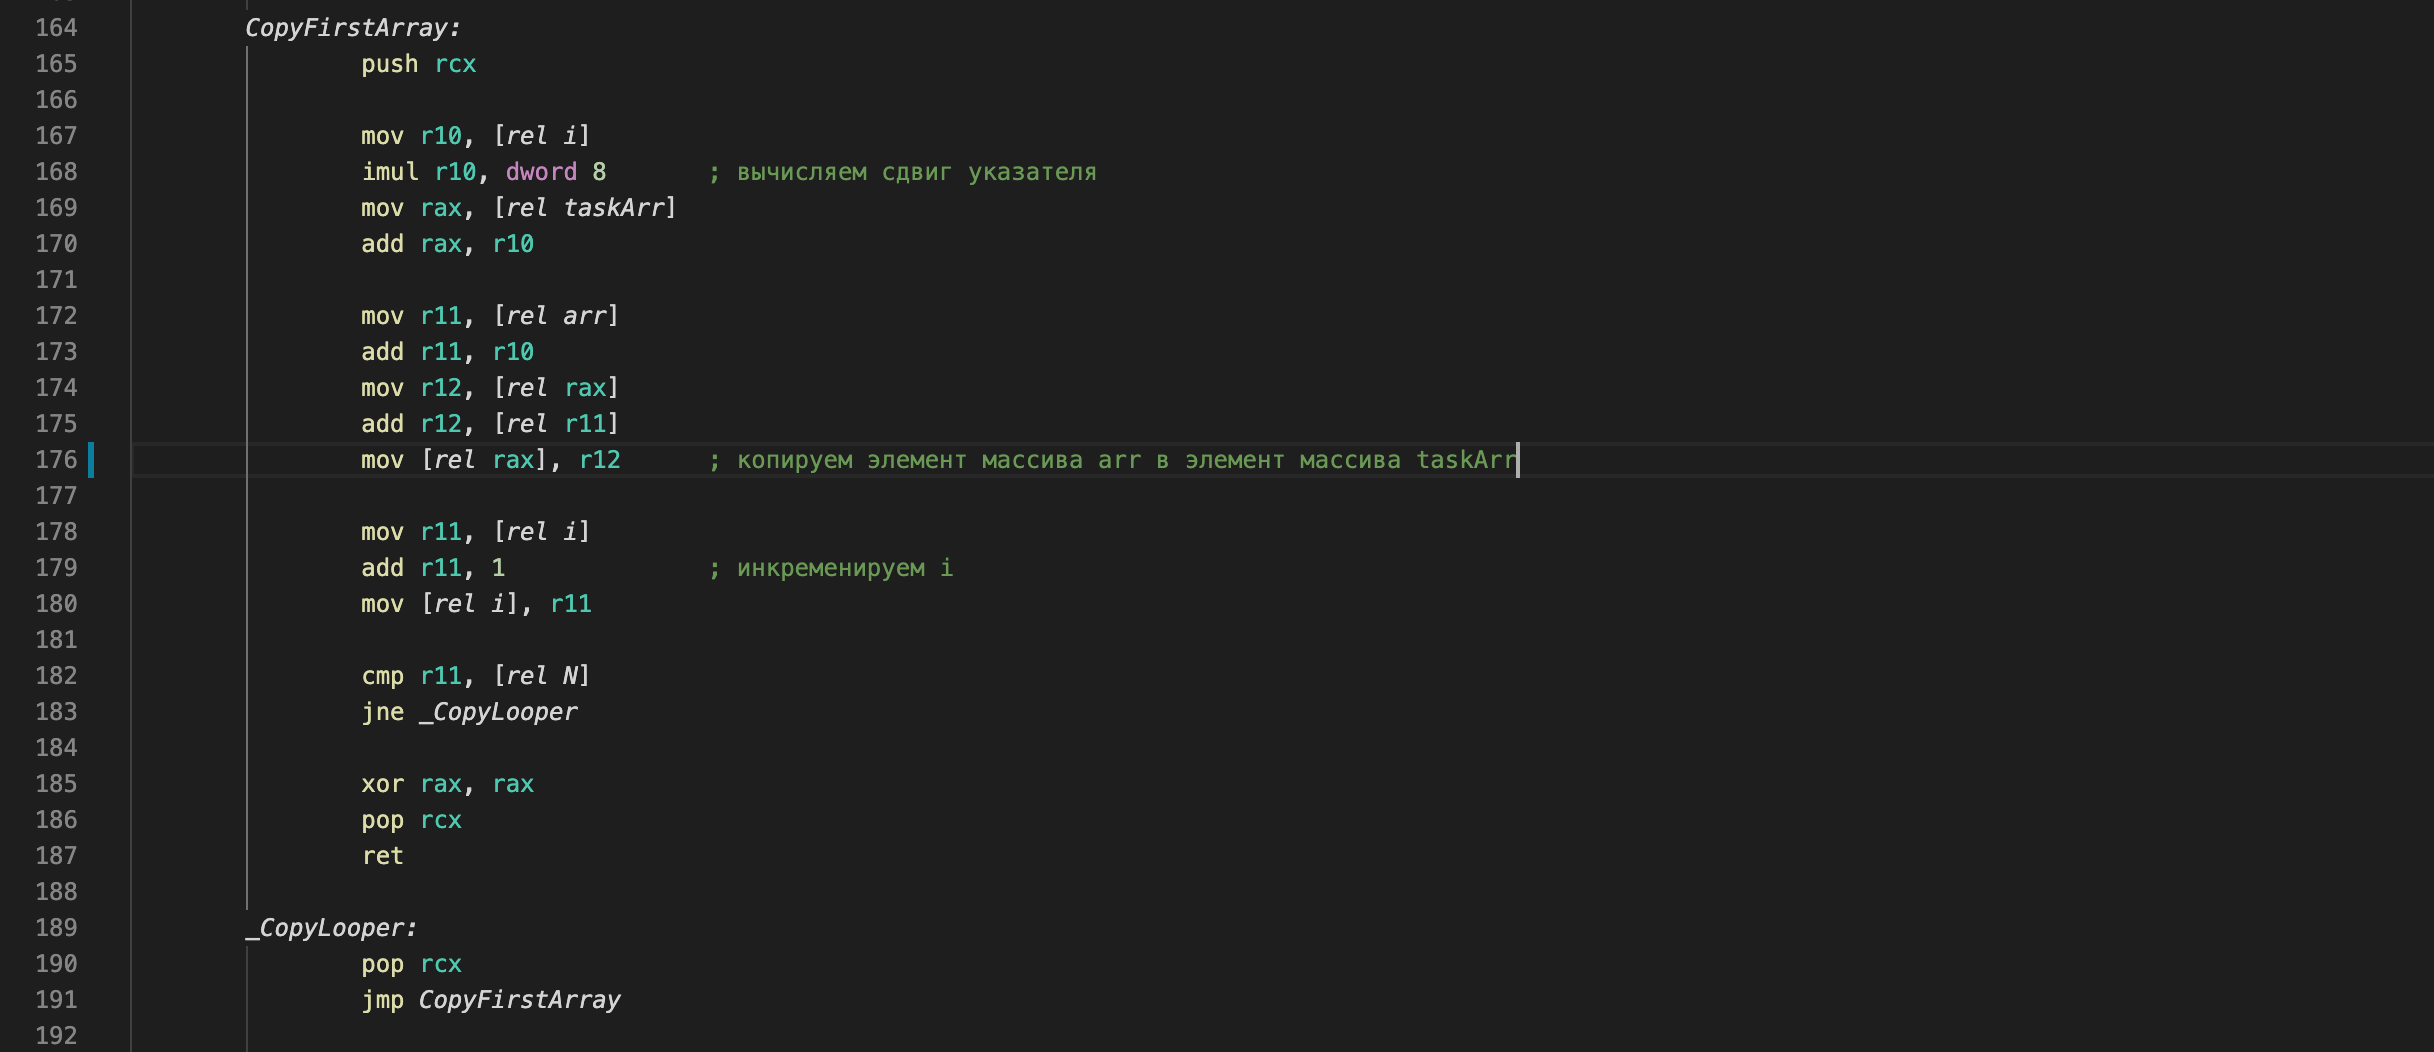 164 CopyFirstArray:
165 push rcx
166
167 mov r10, [rel i]
168 imul r10, dword 8 ; вычисляем сдвиг указателя
169 mov rax, [rel taskArr]
170 add rax, r10
171
172 mov r11, [rel arr]
173 add r11, r10
174 mov r12, [rel rax]
175 add r12, [rel r11]
176 mov [rel rax], r12 ; копируем элемент массива arr в элемент массива taskArr
177
178 mov r11, [rel i]
179 add r11, 1 ; инкременируем i
180 mov [rel i], r11
181
182 cmp r11, [rel N]
183 jne _CopyLooper
184
185 xor rax, rax
186 pop rcx
187 ret
188
189 _CopyLooper:
190 pop rcx
191 jmp CopyFirstArray
192